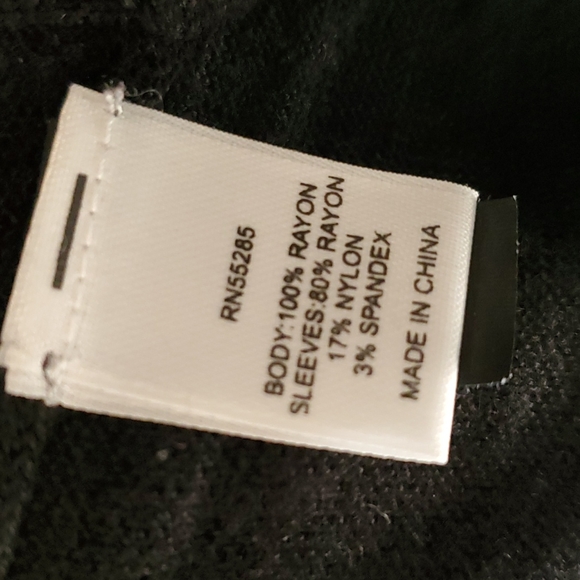 RN55285
BODY:100% RAYON
SLEEVES:80% RAYON
17% NYLON
3% SPANDEX
MADE IN CHINA